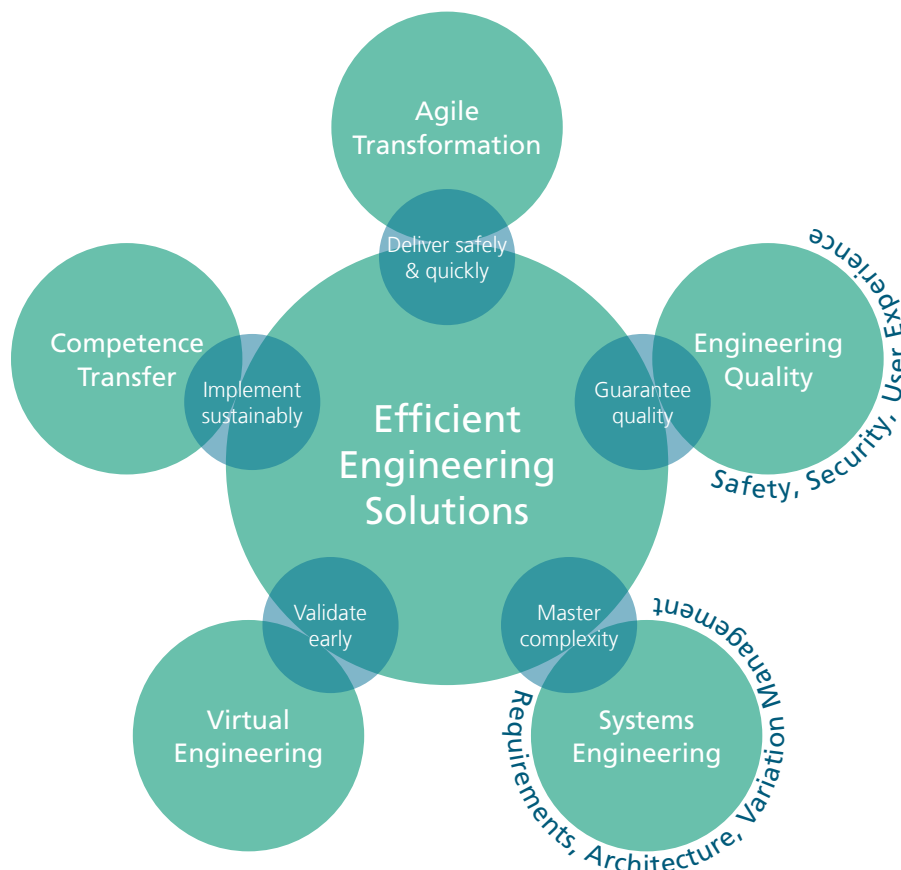 Agile
Transformation
Deliver safely
& quickly
Competence
Transfer
Implement
sustainably
Engineering
Quality
Guarantee
quality
Safety, Security, User Experience
Efficient
Engineering
Solutions
Validate
early
Virtual
Engineering
Master
complexity
Systems
Engineering
Requirements, Architecture, Variation Management